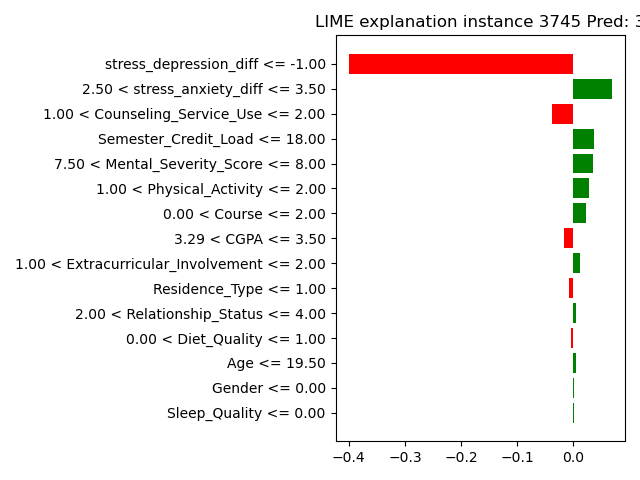 LIME explanation instance 3745 Pred: 3
stress_depression_diff <= -1.00
2.50 < stress_anxiety_diff <= 3.50
1.00 < Counseling_Service_Use <= 2.00
Semester_Credit_Load <= 18.00
7.50 < Mental_Severity_Score <= 8.00
1.00 < Physical_Activity <= 2.00
0.00 < Course <= 2.00
3.29 < CGPA <= 3.50
1.00 < Extracurricular_Involvement <= 2.00
Residence_Type <= 1.00
2.00 < Relationship_Status <= 4.00
0.00 < Diet_Quality <= 1.00
Age <= 19.50
Gender <= 0.00
Sleep_Quality <= 0.00
−0.4 −0.3 −0.2 −0.1 0.0